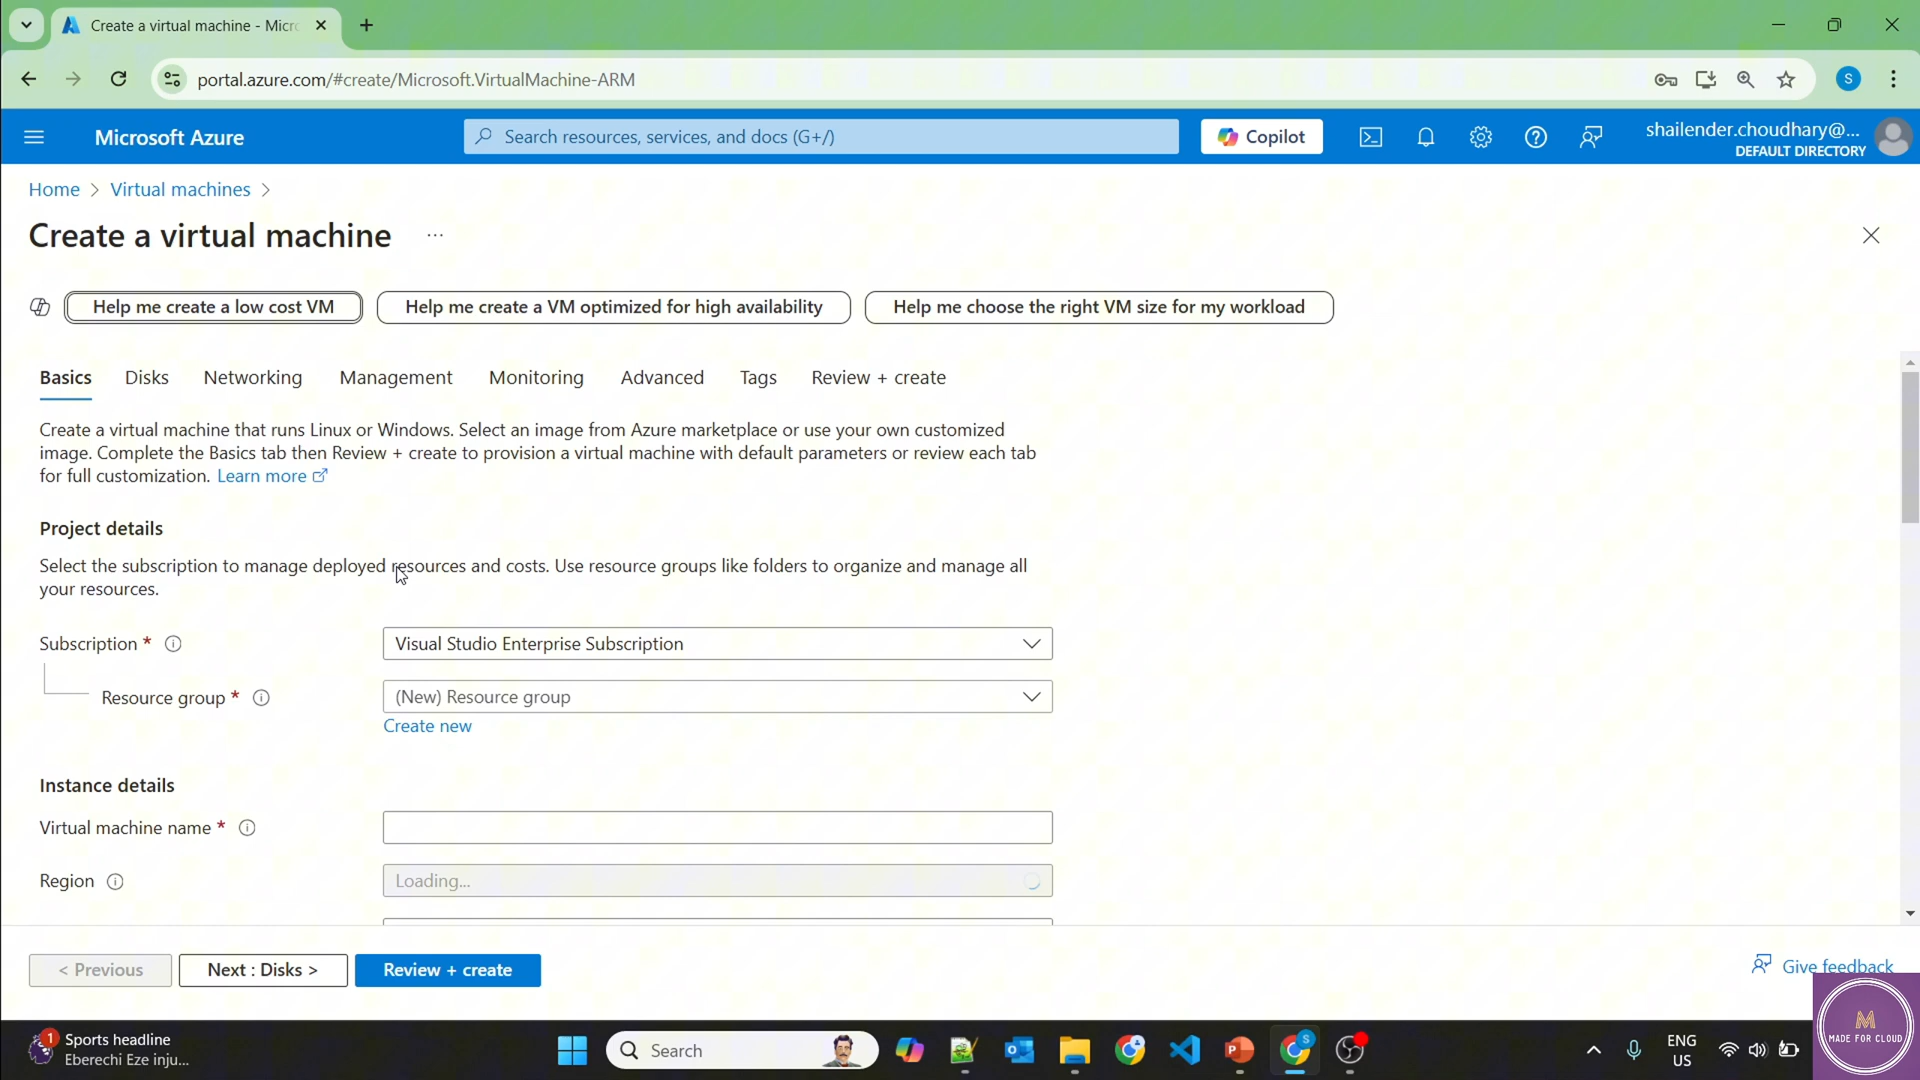 Create a virtual machine - Micr
portal.azure.com/#create/Microsoft.VirtualMachine-ARM
S
Microsoft Azure
Search resources, services, and docs (G+/)
Copilot
shailender.choudhary@...
DEFAULT DIRECTORY
Home > Virtual machines >
Create a virtual machine ...
Help me create a low cost VM
Help me create a VM optimized for high availability
Help me choose the right VM size for my workload
Basics Disks Networking Management Monitoring Advanced Tags Review + create
Create a virtual machine that runs Linux or Windows. Select an image from Azure marketplace or use your own customized
image. Complete the Basics tab then Review + create to provision a virtual machine with default parameters or review each tab
for full customization. Learn more
Project details
Select the subscription to manage deployed resources and costs. Use resource groups like folders to organize and manage all
your resources.
Subscription * Visual Studio Enterprise Subscription
Resource group * (New) Resource group
Create new
Instance details
Virtual machine name *
Region Loading...
< Previous Next : Disks > Review + create
Give feedback
M
MADE FOR CLOUD
1
Sports headline
Eberechi Eze inju...
Search
ENG
US